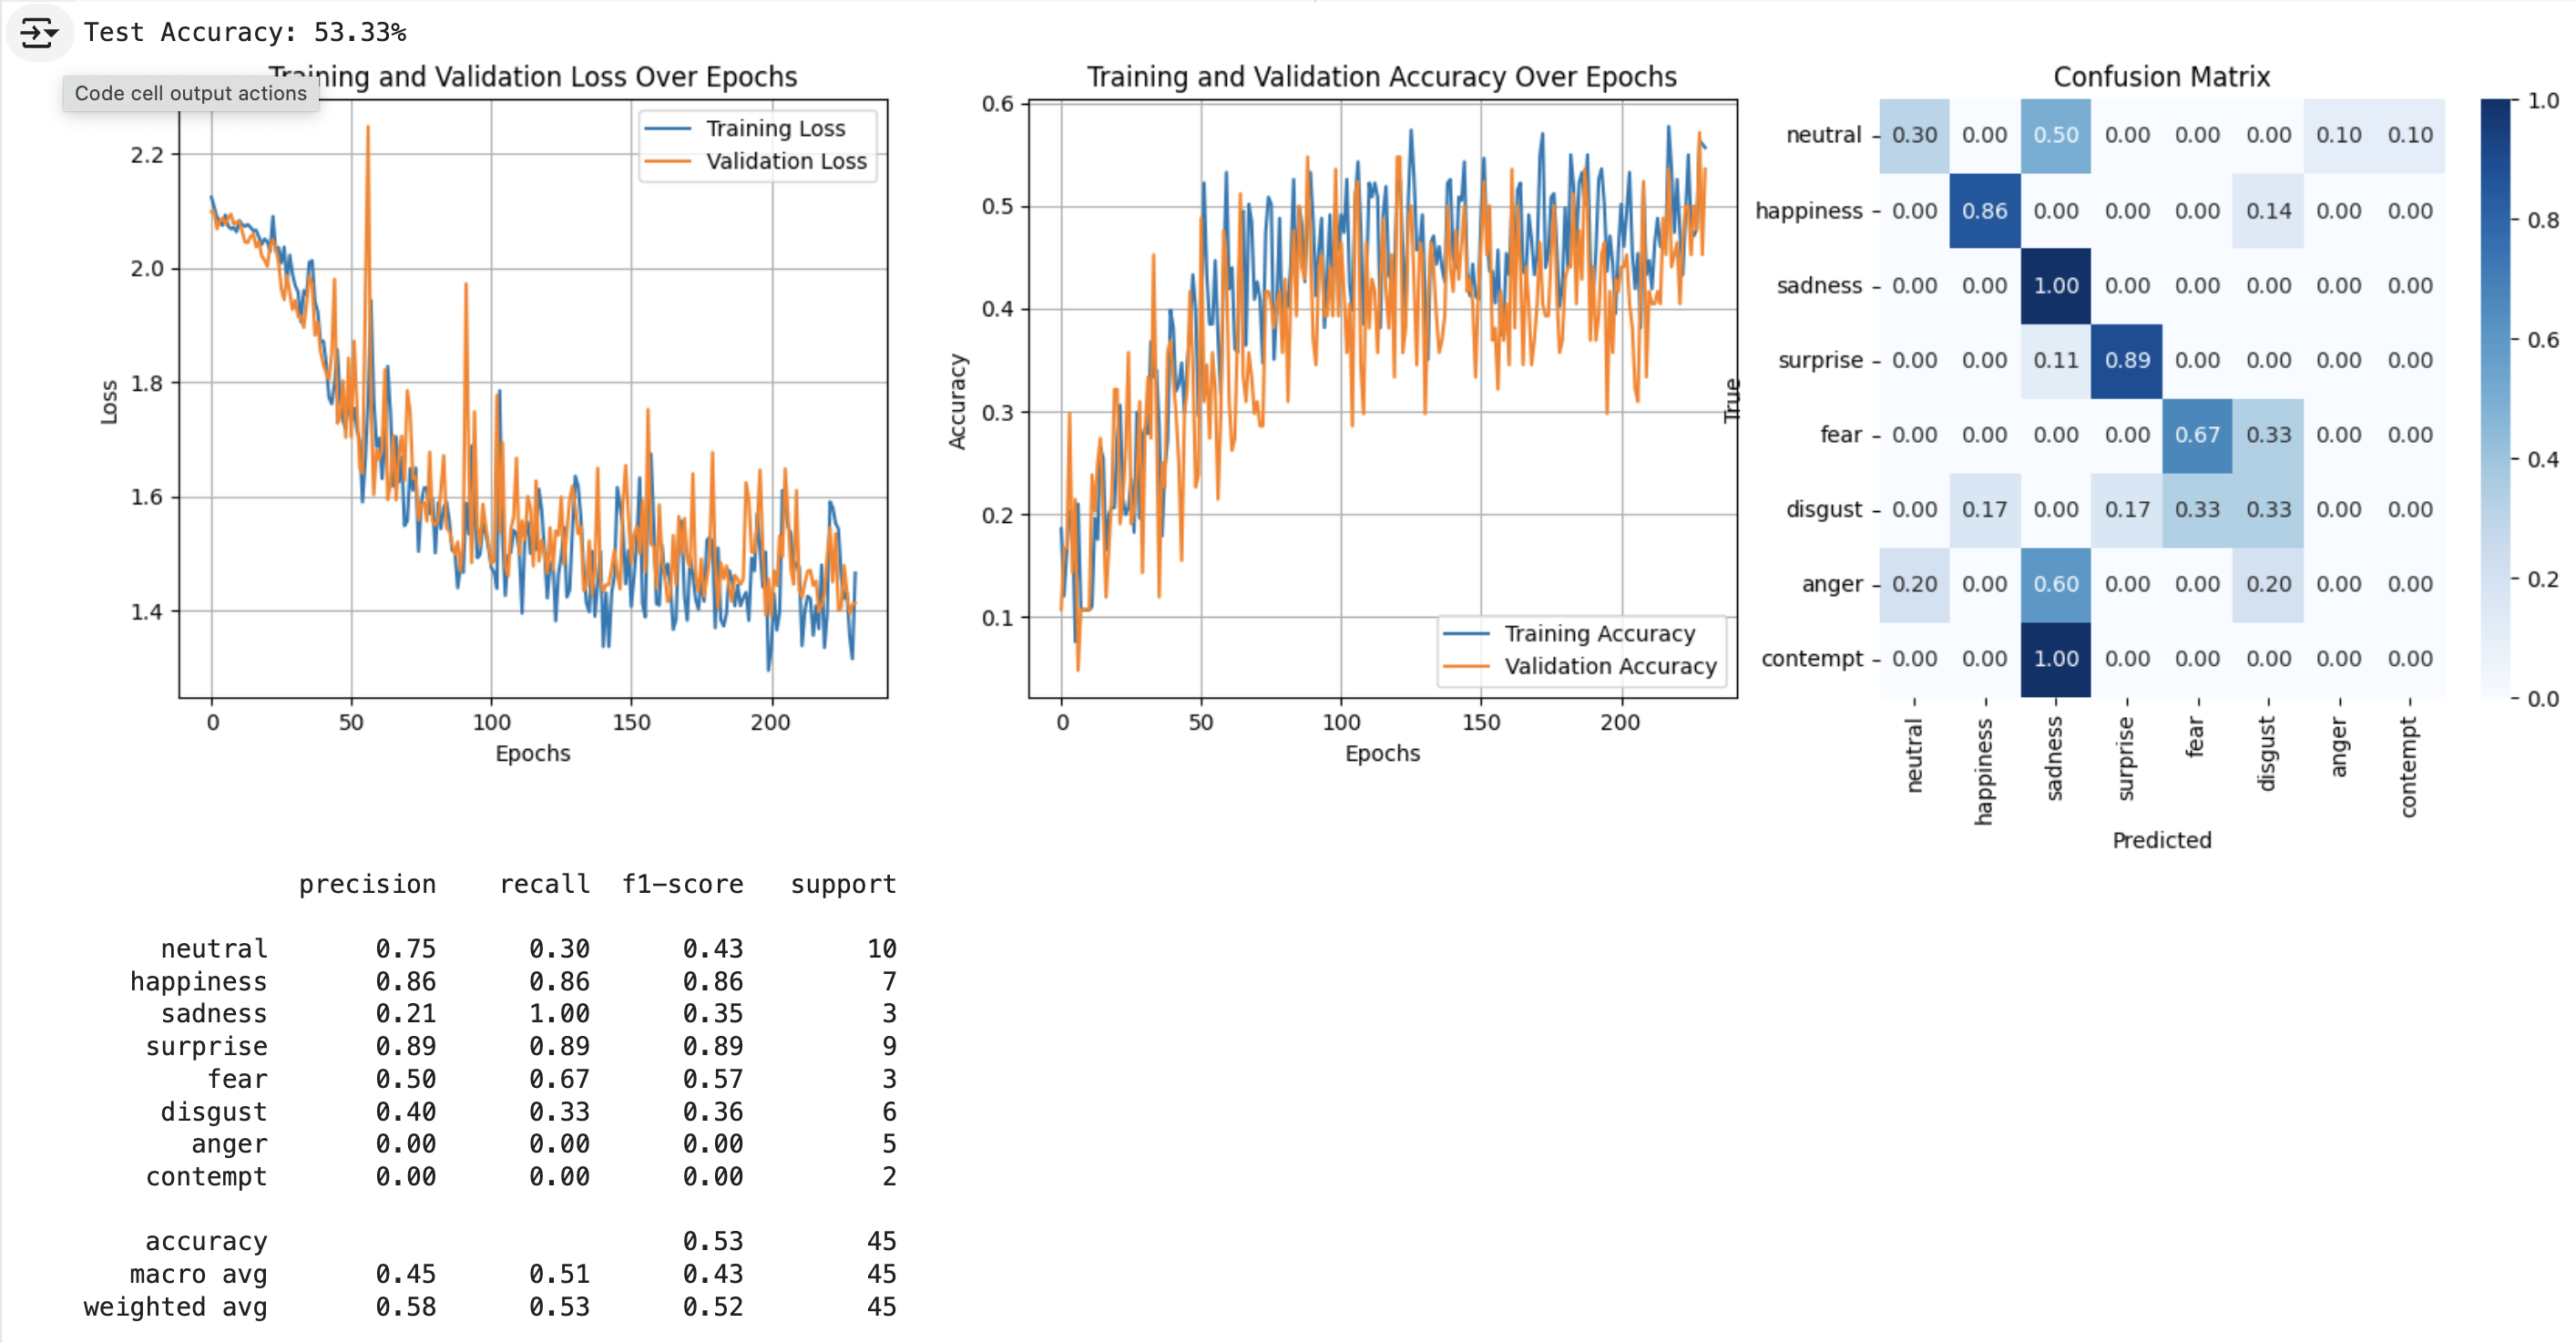 Test Accuracy: 53.33%
Code cell output actions
Training and Validation Loss Over Epochs
Training Loss
Validation Loss
2.2
2.0
1.8
1.6
1.4
Loss
0
50
100
150
200
Epochs
Training and Validation Accuracy Over Epochs
0.6
0.5
0.4
0.3
0.2
0.1
Accuracy
Training Accuracy
Validation Accuracy
0
50
100
150
200
Epochs
Confusion Matrix
True
neutral 0.30 0.00 0.50 0.00 0.00 0.00 0.10 0.10
happiness 0.00 0.86 0.00 0.00 0.00 0.14 0.00 0.00
sadness 0.00 0.00 1.00 0.00 0.00 0.00 0.00 0.00
surprise 0.00 0.00 0.11 0.89 0.00 0.00 0.00 0.00
fear 0.00 0.00 0.00 0.00 0.67 0.33 0.00 0.00
disgust 0.00 0.17 0.00 0.17 0.33 0.33 0.00 0.00
anger 0.20 0.00 0.60 0.00 0.00 0.20 0.00 0.00
contempt 0.00 0.00 1.00 0.00 0.00 0.00 0.00 0.00
neutral
happiness
sadness
surprise
fear
disgust
anger
contempt
Predicted
1.0
0.8
0.6
0.4
0.2
0.0
precision recall f1-score support
neutral 0.75 0.30 0.43 10
happiness 0.86 0.86 0.86 7
sadness 0.21 1.00 0.35 3
surprise 0.89 0.89 0.89 9
fear 0.50 0.67 0.57 3
disgust 0.40 0.33 0.36 6
anger 0.00 0.00 0.00 5
contempt 0.00 0.00 0.00 2
accuracy 0.53 45
macro avg 0.45 0.51 0.43 45
weighted avg 0.58 0.53 0.52 45